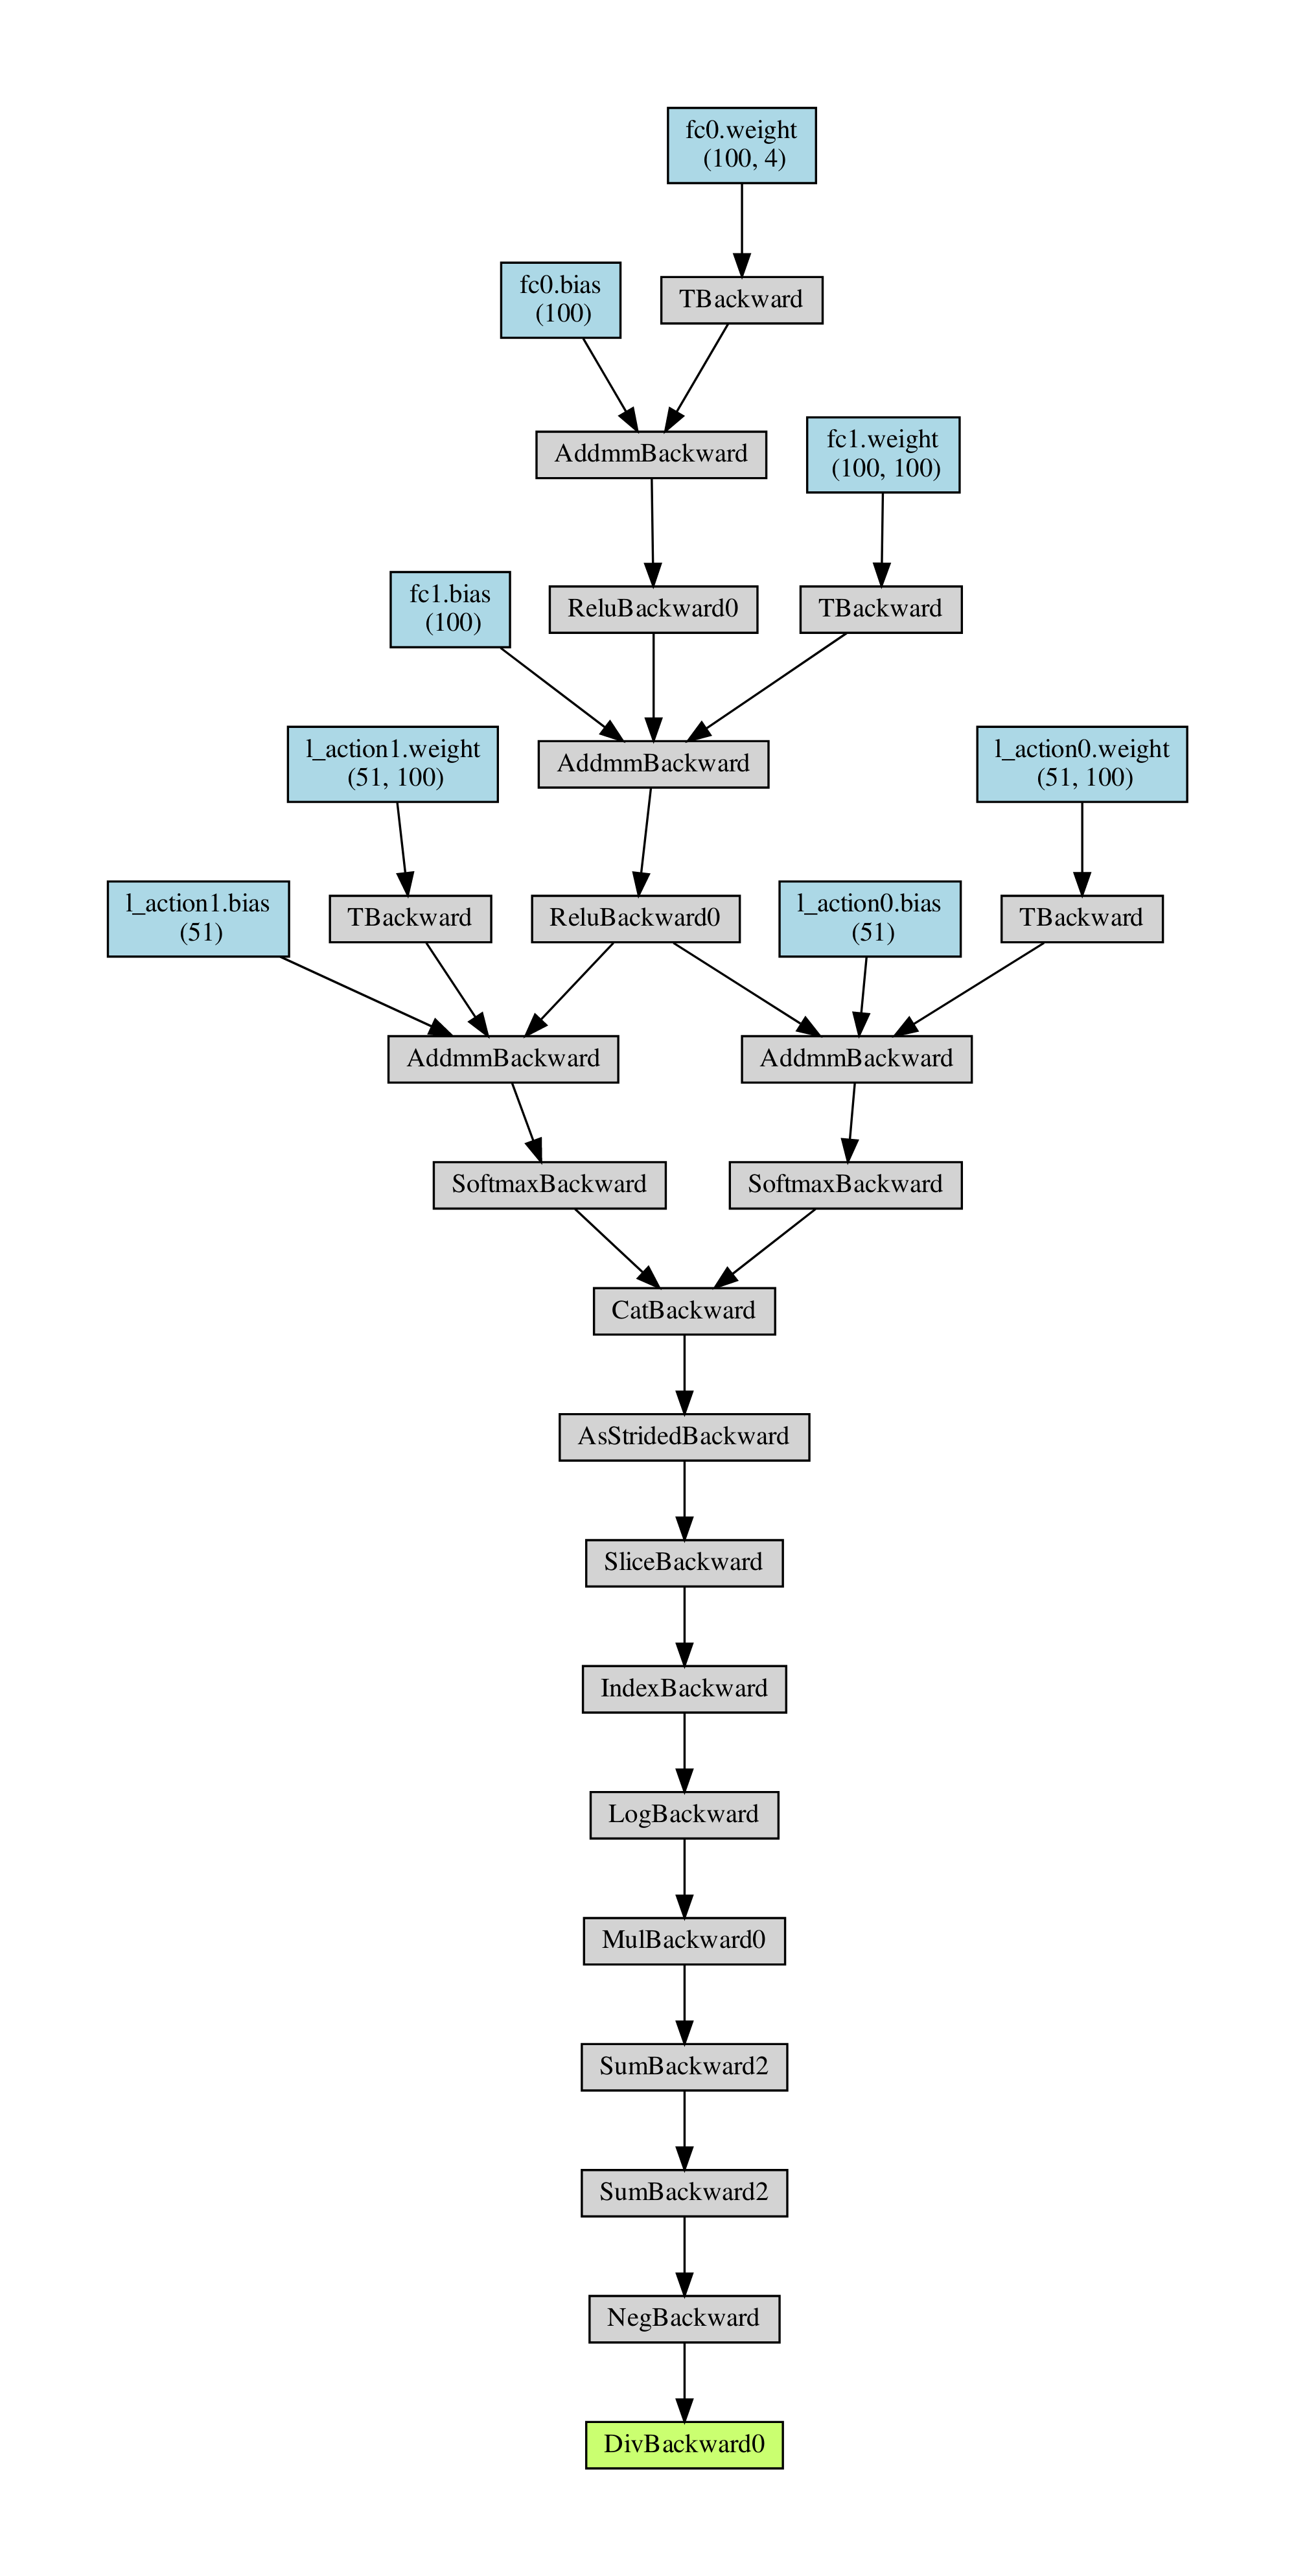 fc0.weight
(100, 4)
fc0.bias
(100)
TBackward
AddmmBackward
fc1.weight
(100, 100)
fc1.bias
(100)
ReluBackward0
TBackward
l_action1.weight
(51, 100)
AddmmBackward
l_action0.weight
(51, 100)
l_action1.bias
(51)
TBackward
ReluBackward0
l_action0.bias
(51)
TBackward
AddmmBackward
AddmmBackward
SoftmaxBackward
SoftmaxBackward
CatBackward
AsStridedBackward
SliceBackward
IndexBackward
LogBackward
MulBackward0
SumBackward2
SumBackward2
NegBackward
DivBackward0